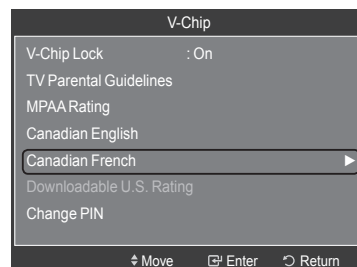 V-Chip
V-Chip Lock : On
TV Parental Guidelines
MPAA Rating
Canadian English
Canadian French
Downloadable U.S. Rating
Change PIN
Move Enter Return